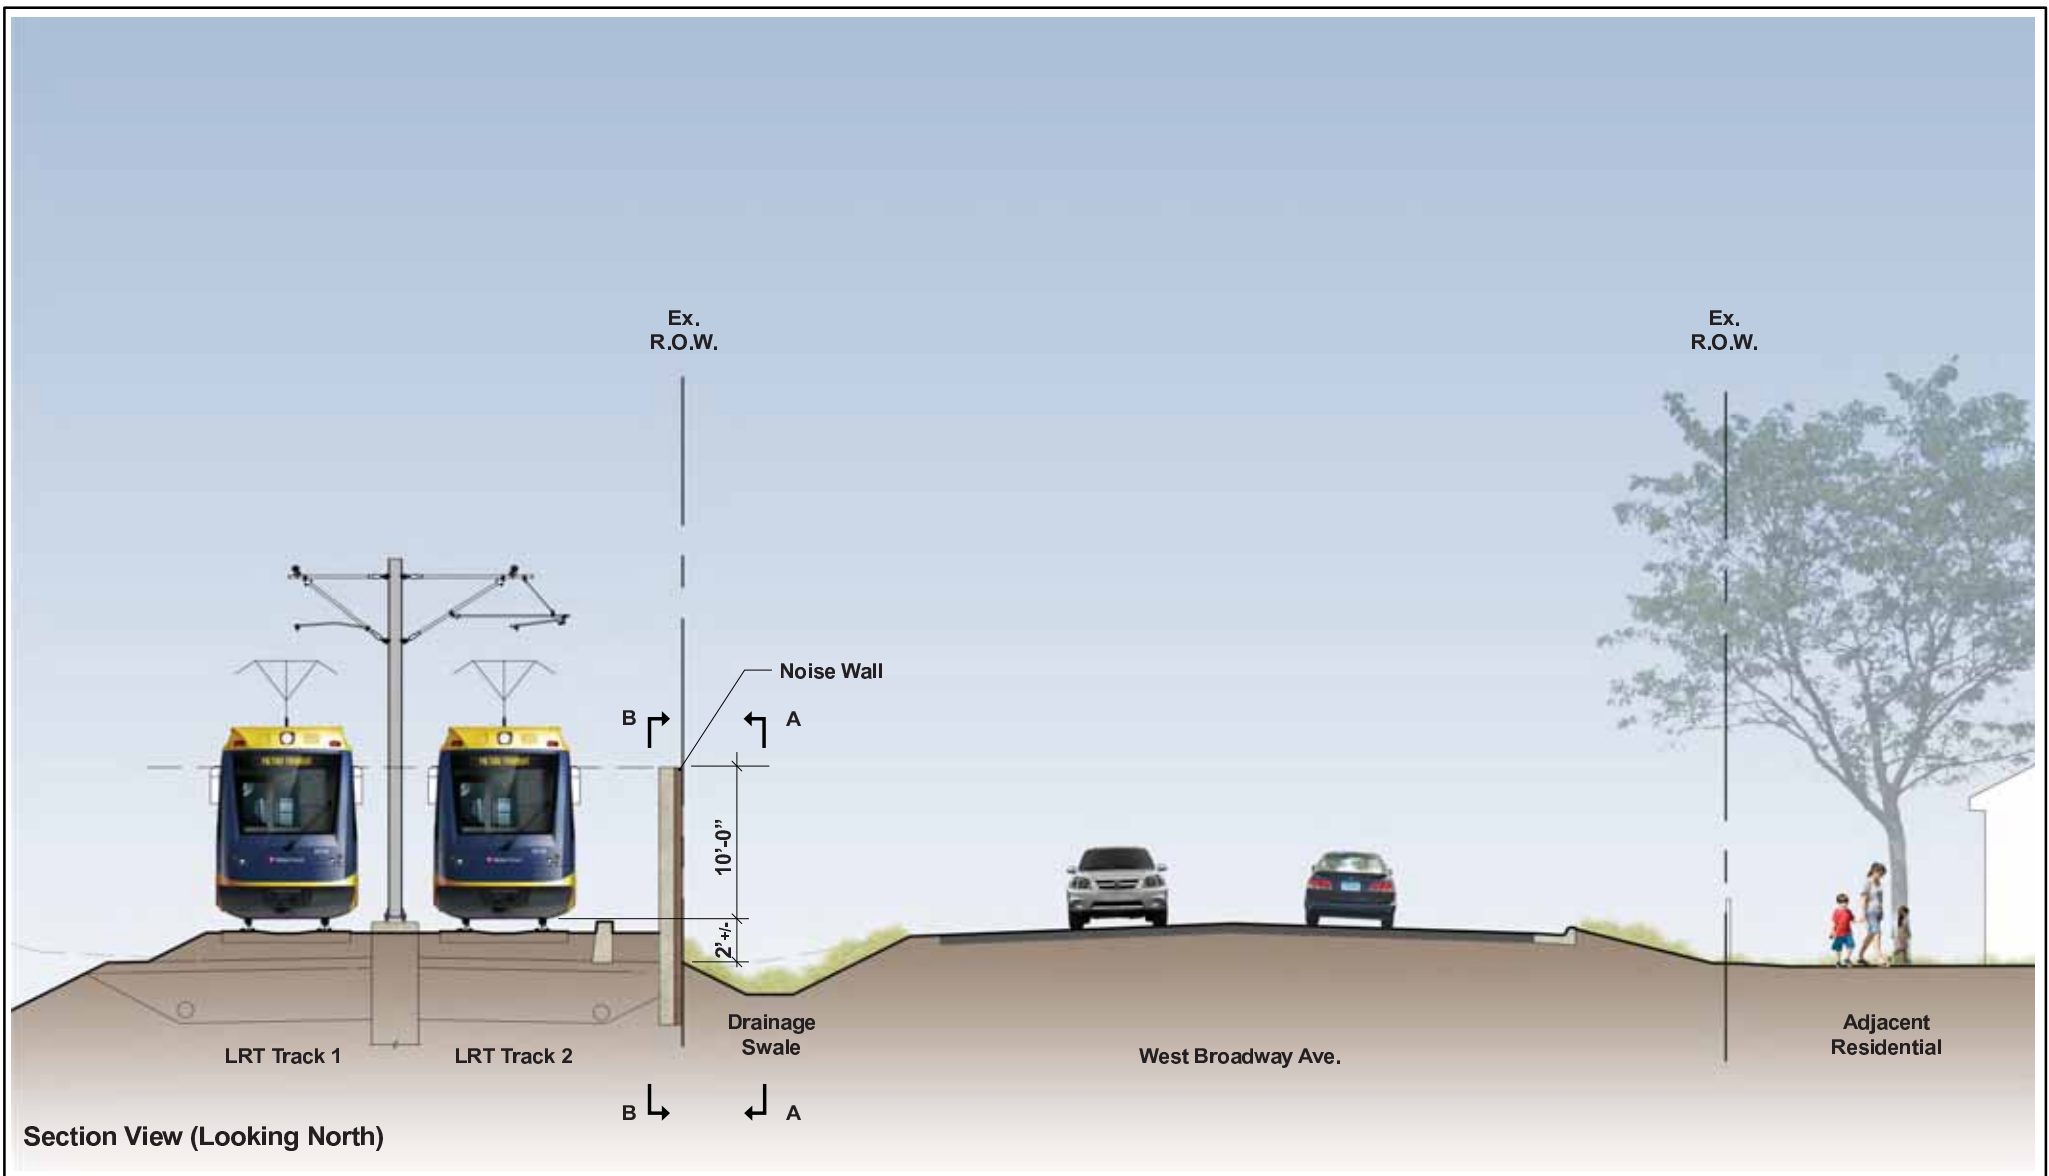 Ex.
R.O.W.
Ex.
R.O.W.
Noise Wall
B
A
10'-0"
2'+/-
Drainage
Swale
LRT Track 1
LRT Track 2
West Broadway Ave.
Adjacent
Residential
B
A
Section View (Looking North)